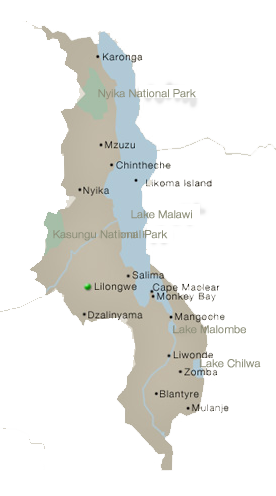 Karonga
Nyika National Park
Mzuzu
Chintheche
Likoma Island
Nyika
Lake Malawi
Kasungu National Park
Salima
Lilongwe
Cape Maclear
Monkey Bay
Dzalinyama
Mangoche
Lake Malombe
Liwonde
Lake Chilwa
Zomba
Blantyre
Mulanje